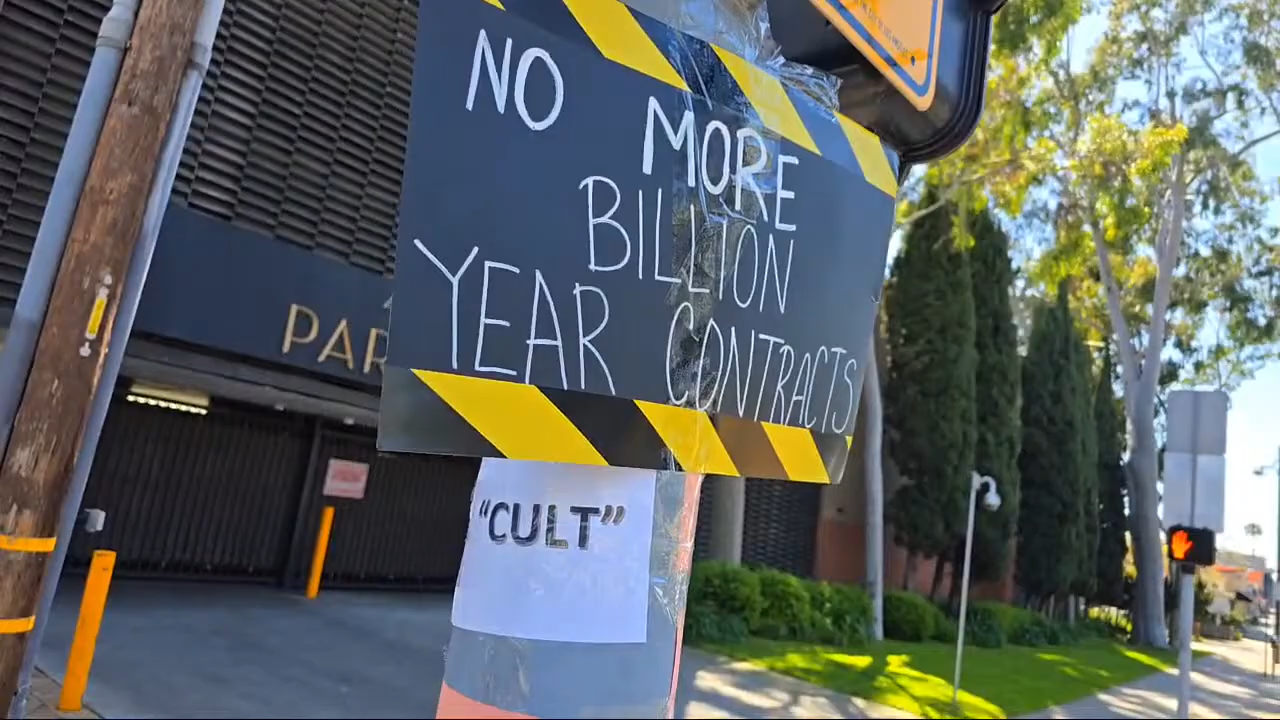 NO
MORE
BILLION
YEAR CONTRACTS
PAR
"CULT"